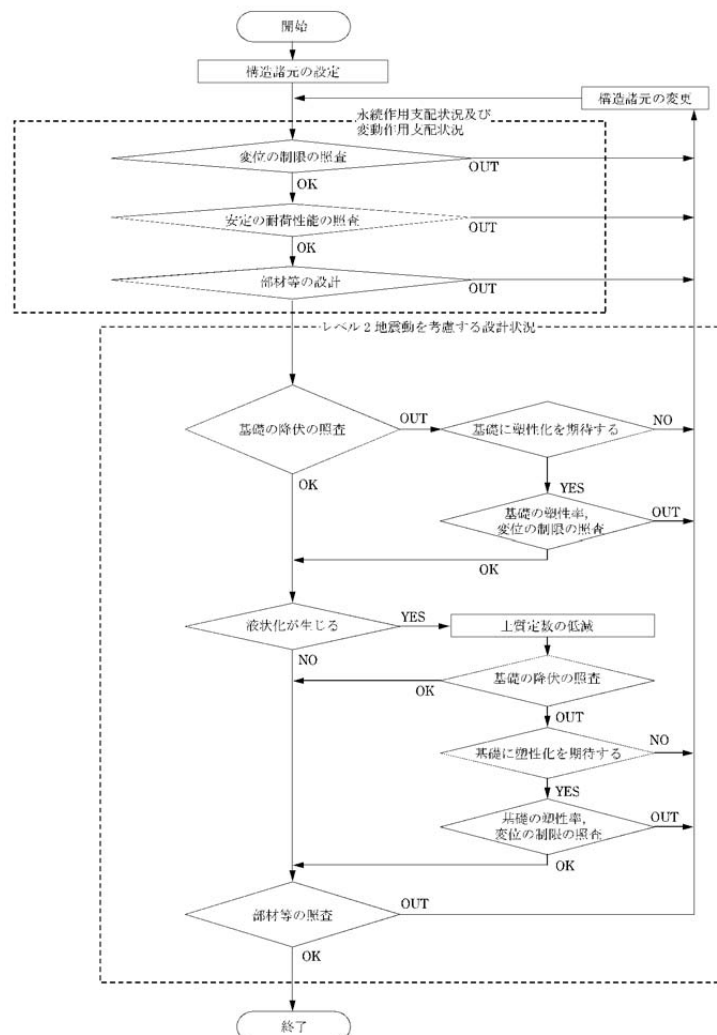 開始
構造諸元の設定
構造諸元の変更
永続作用支配状況及び
変動作用支配状況
変位の制限の照査
OUT
OK
安定の耐荷性能の照査
OUT
OK
部材等の設計
OUT
レベル2地震動を考慮する設計状況
基礎の降伏の照査
OUT
基礎に塑性化を期待する
NO
OK
YES
基礎の塑性率,
変位の制限の照査
OUT
OK
液状化が生じる
YES
土質定数の低減
NO
基礎の降伏の照査
OK
OUT
基礎に塑性化を期待する
NO
YES
基礎の塑性率,
変位の制限の照査
OUT
OK
部材等の照査
OUT
OK
終了